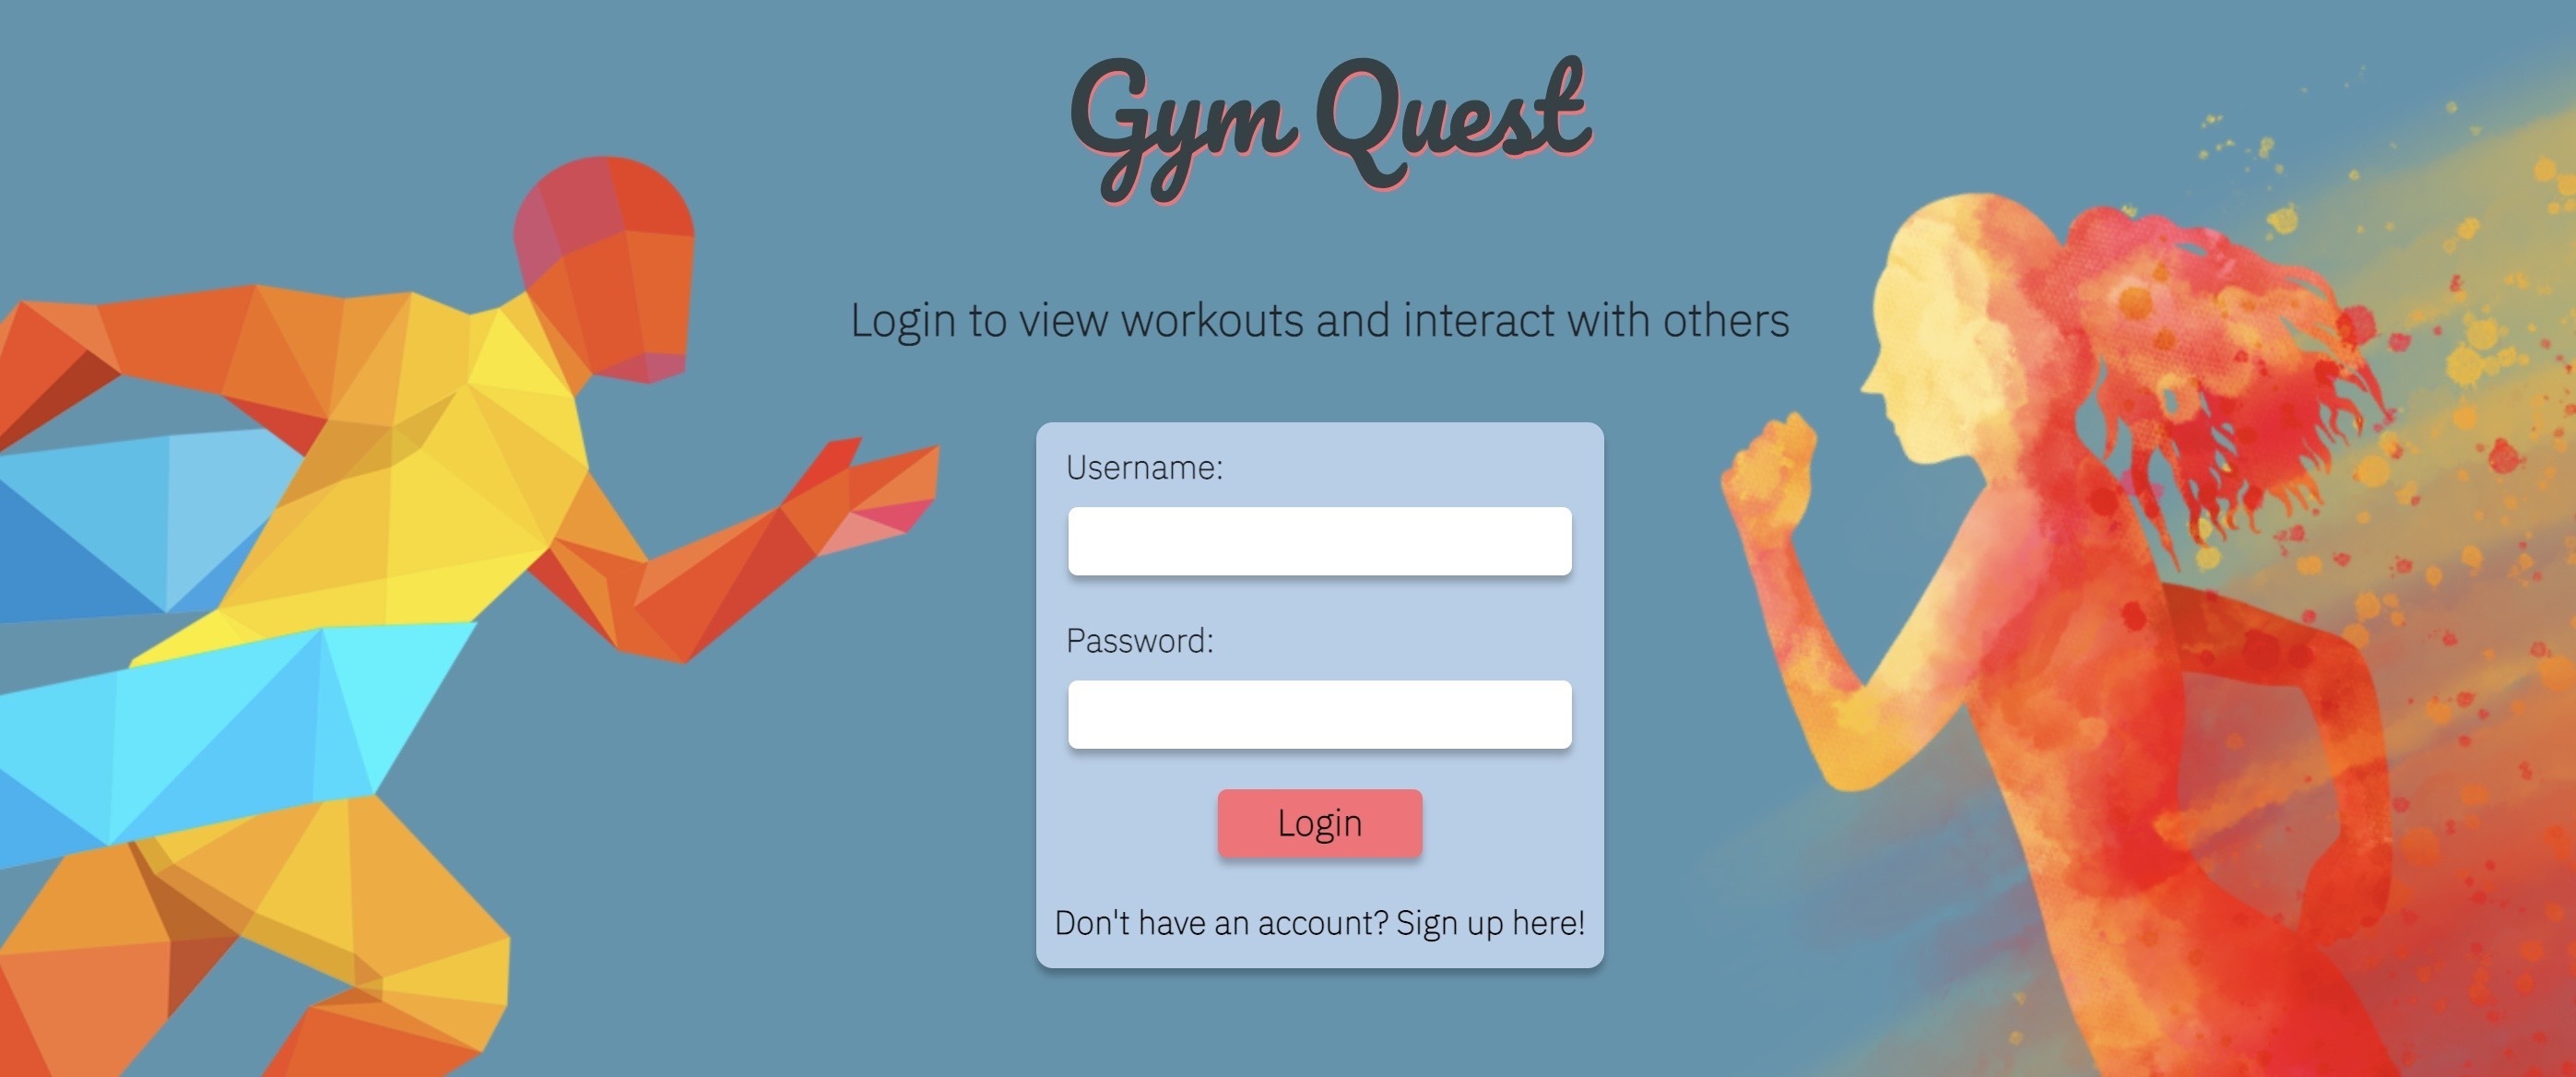 Gym Quest
Login to view workouts and interact with others
Username:
Password:
Login
Don't have an account? Sign up here!